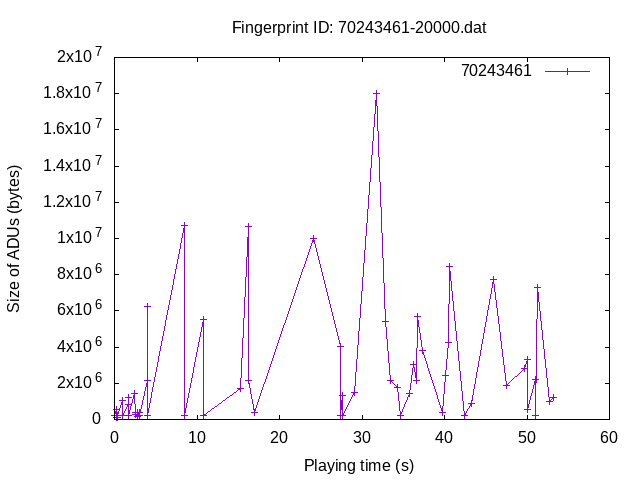 Fingerprint ID: 70243461-20000.dat
2x10^7
1.8x10^7
1.6x10^7
1.4x10^7
1.2x10^7
1x10^7
8x10^6
6x10^6
4x10^6
2x10^6
0
Size of ADUs (bytes)
70243461
0 10 20 30 40 50 60
Playing time (s)